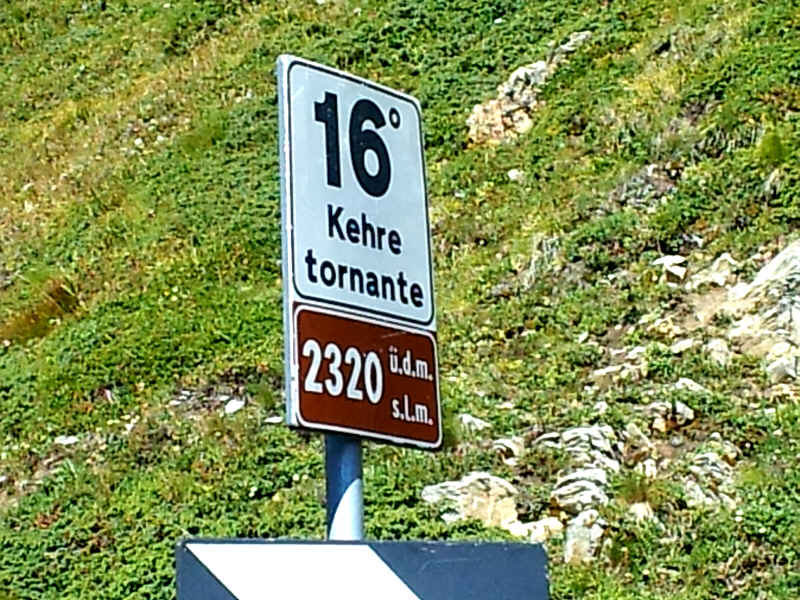 16°
Kehre
tornante
2320 ü.d.m.
s.l.m.